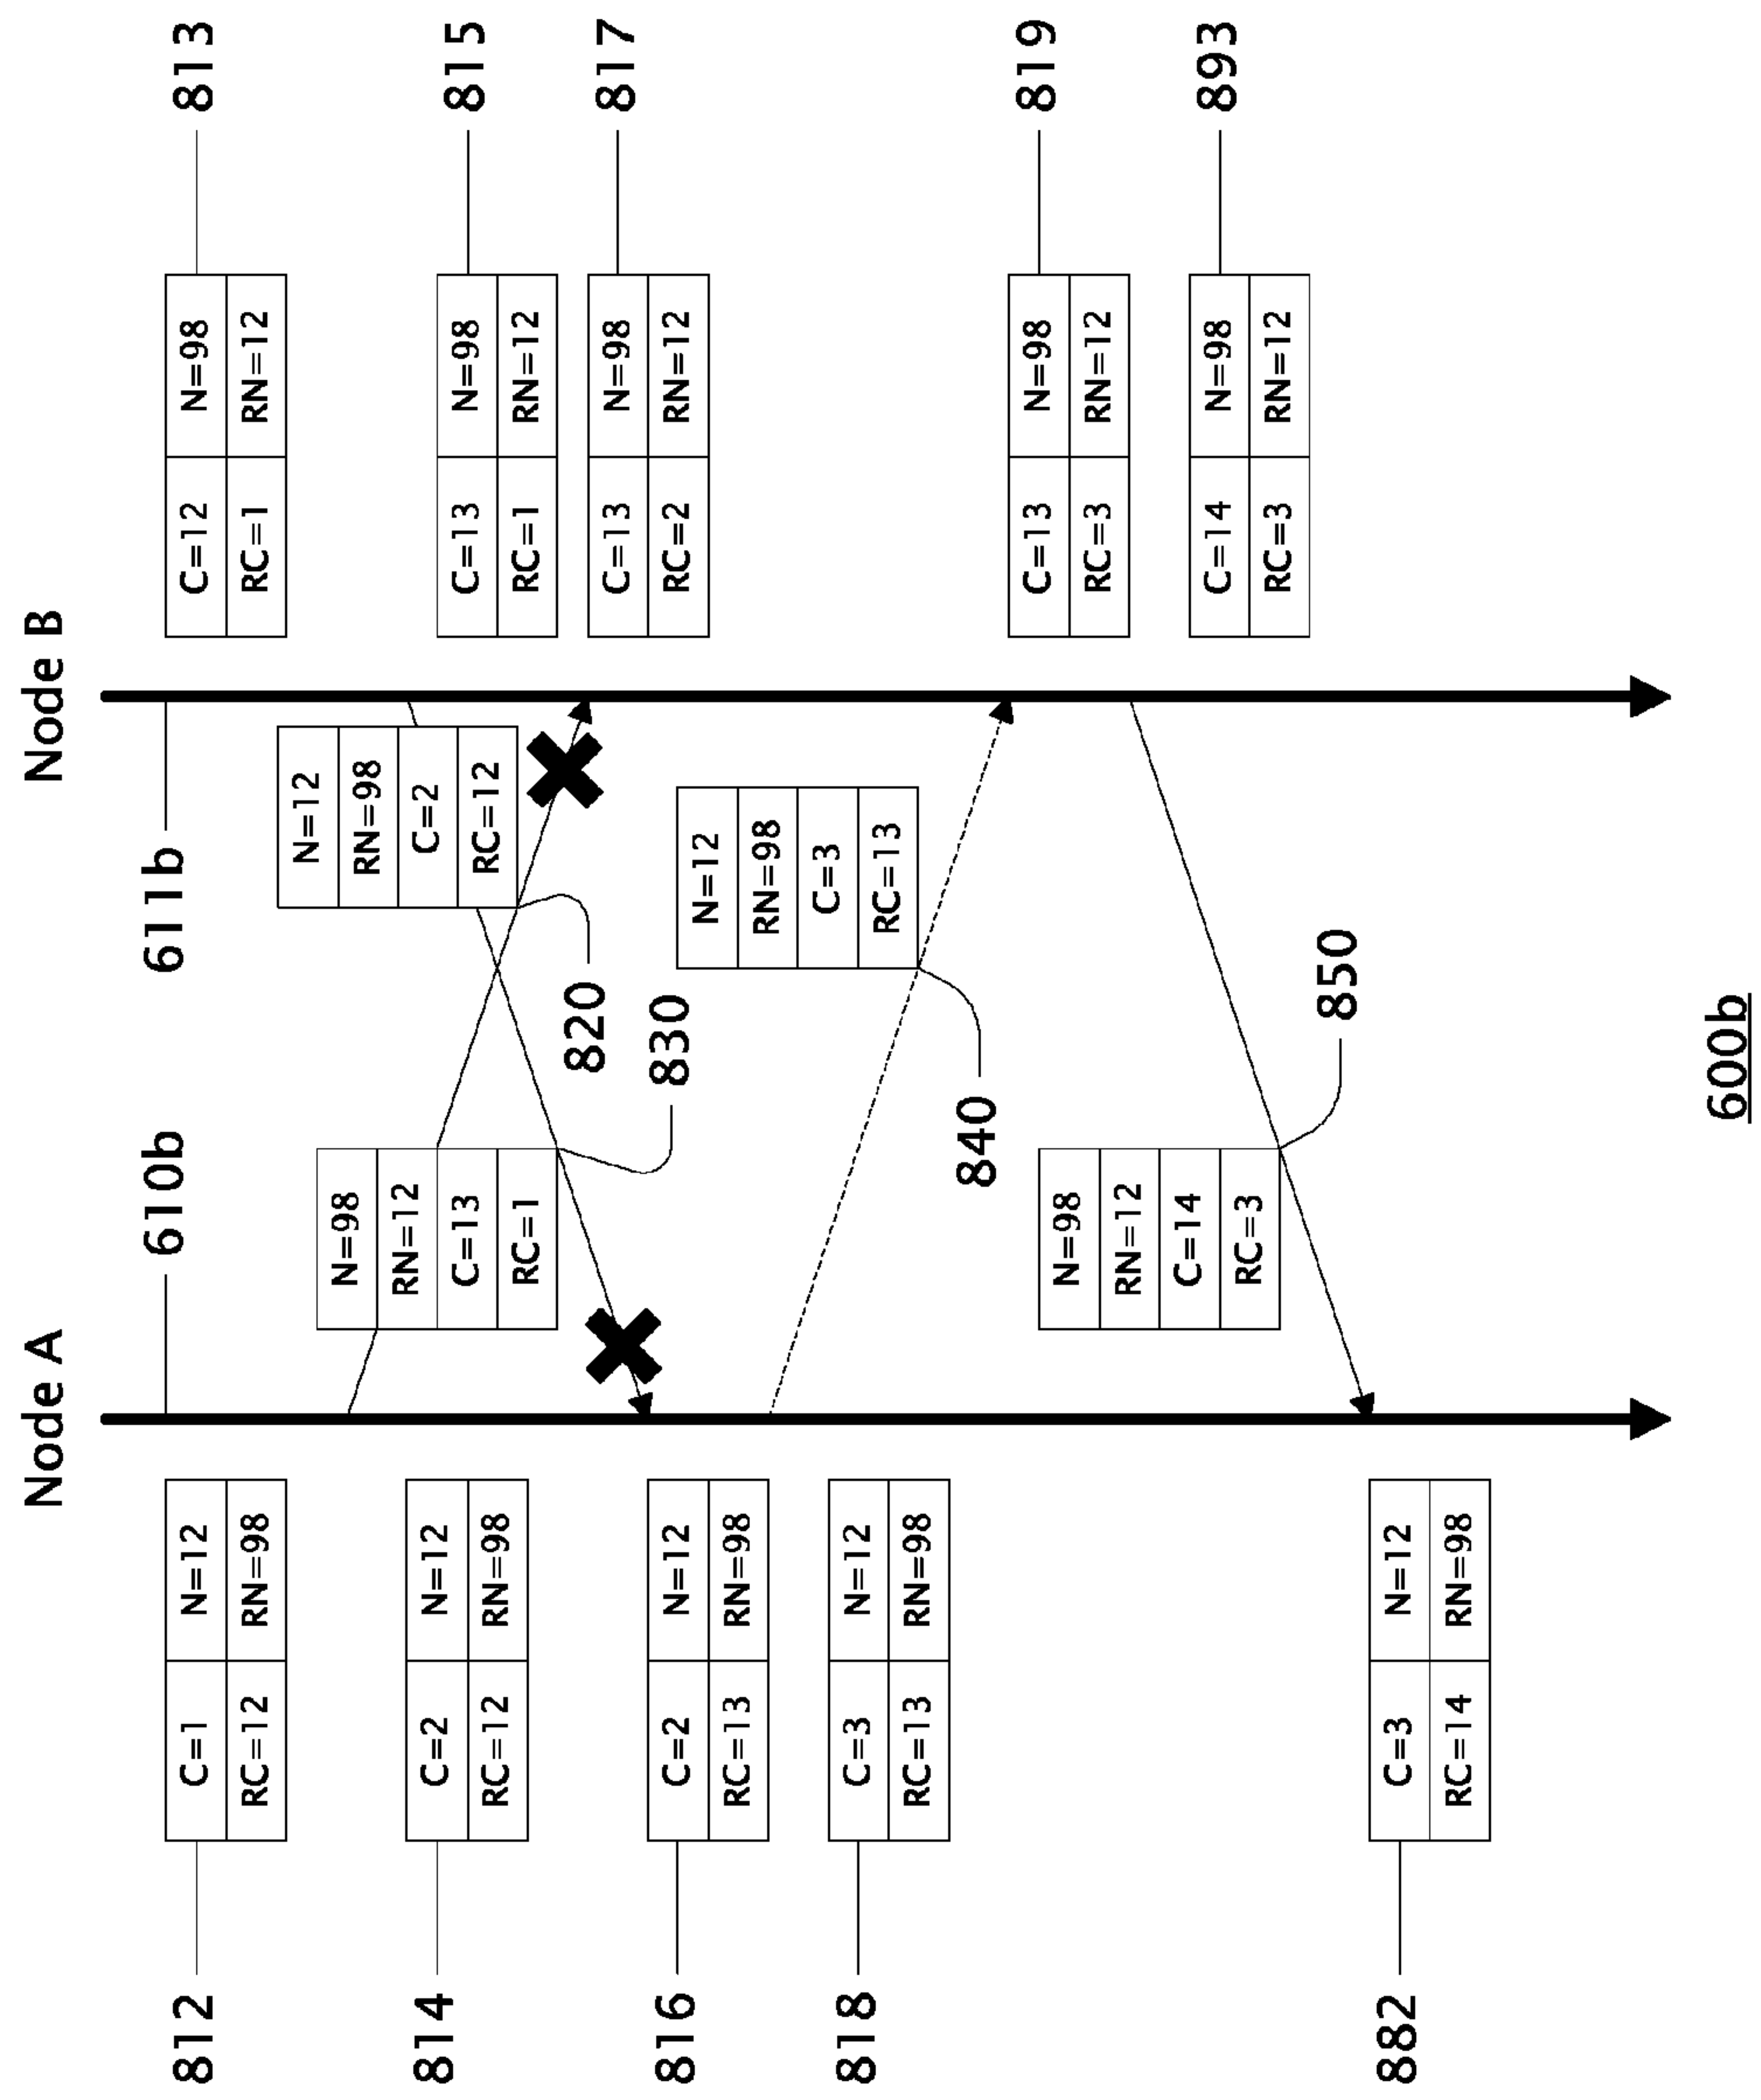 Node A
Node B
610b
611b
812
C=1
N=12
RC=12
RN=98
C=12
N=98
RC=1
RN=12
813
N=12
RN=98
C=2
RC=12
820
N=98
RN=12
C=13
RC=1
830
814
C=2
N=12
RC=12
RN=98
C=13
N=98
RC=1
RN=12
815
C=13
N=98
RC=2
RN=12
817
816
C=2
N=12
RC=13
RN=98
N=12
RN=98
C=3
RC=13
840
818
C=3
N=12
RC=13
RN=98
C=13
N=98
RC=3
RN=12
819
N=98
RN=12
C=14
RC=3
850
C=14
N=98
RC=3
RN=12
893
882
C=3
N=12
RC=14
RN=98
600b